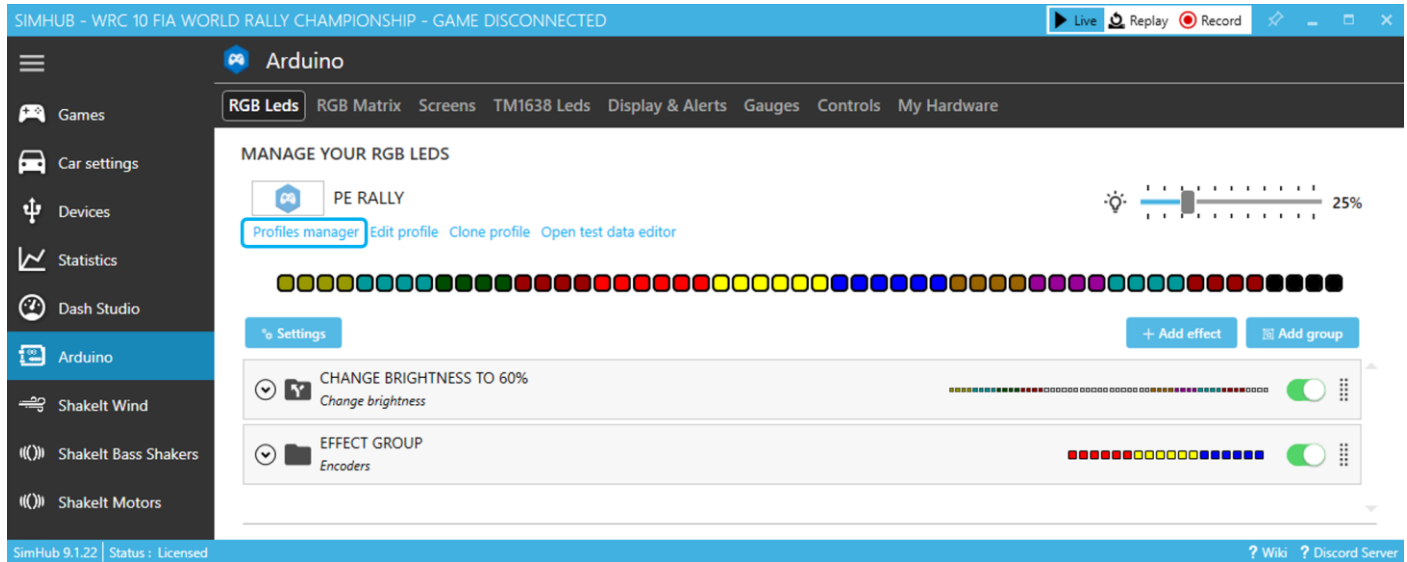 SIMHUB - WRC 10 FIA WORLD RALLY CHAMPIONSHIP - GAME DISCONNECTED
Live Replay Record
Arduino
RGB Leds RGB Matrix Screens TM1638 Leds Display & Alerts Gauges Controls My Hardware
Games
Car settings
Devices
Statistics
Dash Studio
Arduino
ShakeIt Wind
ShakeIt Bass Shakers
ShakeIt Motors
MANAGE YOUR RGB LEDS
PE RALLY
25%
Profiles manager Edit profile Clone profile Open test data editor
Settings
+ Add effect
Add group
CHANGE BRIGHTNESS TO 60%
Change brightness
EFFECT GROUP
Encoders
SimHub 9.1.22 Status : Licensed
? Wiki ? Discord Server